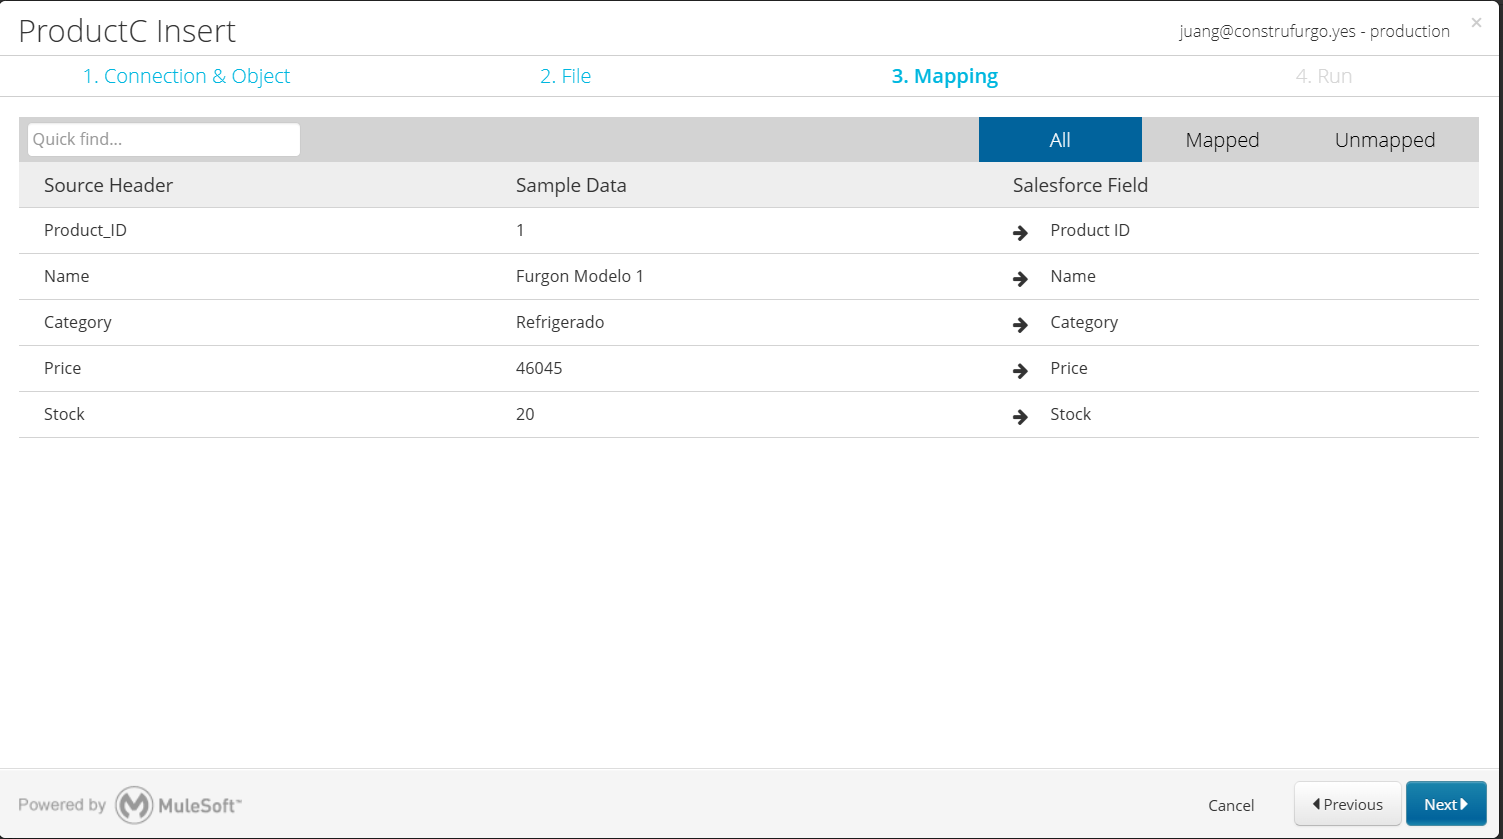 ProductC Insert
juang@construfurgo.yes - production
×
1. Connection & Object 2. File 3. Mapping 4. Run
Quick find...
All Mapped Unmapped
Source Header Sample Data Salesforce Field
Product_ID 1 Product ID
Name Furgon Modelo 1 Name
Category Refrigerado Category
Price 46045 Price
Stock 20 Stock
Powered by MuleSoft™
Cancel Previous Next